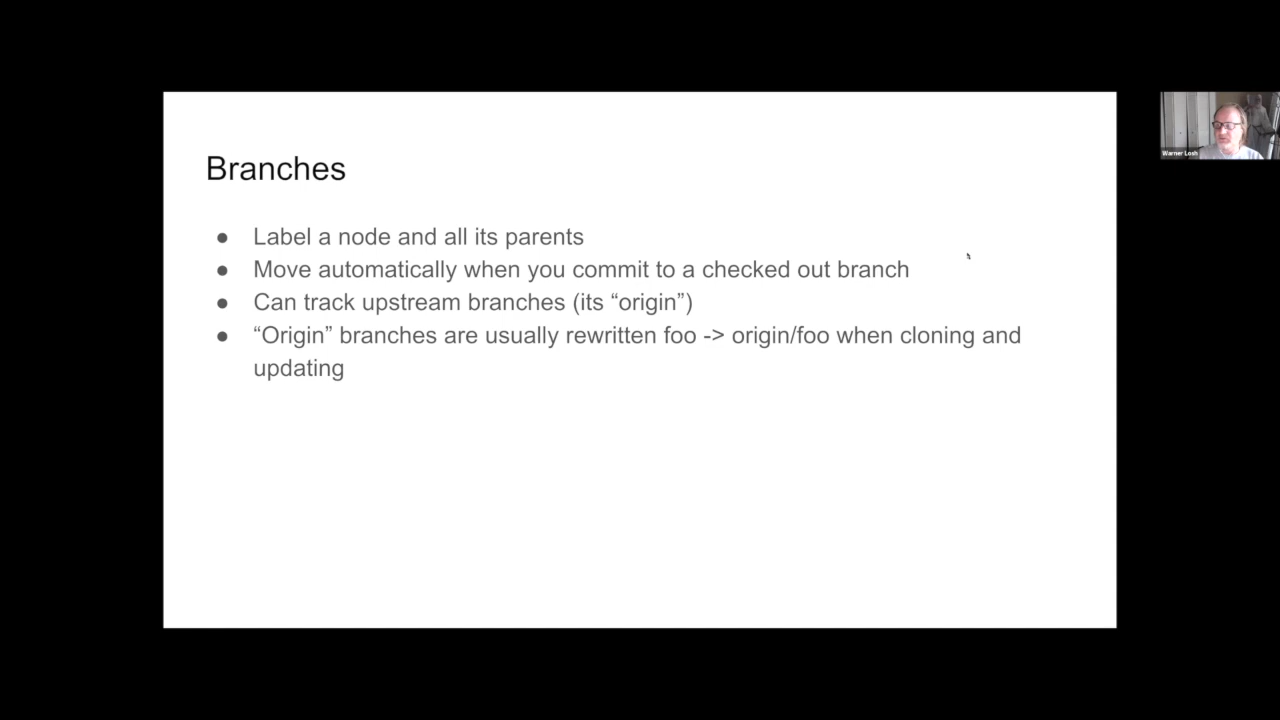 Branches
● Label a node and all its parents
● Move automatically when you commit to a checked out branch
● Can track upstream branches (its “origin”)
● “Origin” branches are usually rewritten foo -> origin/foo when cloning and
updating
Warner Losh